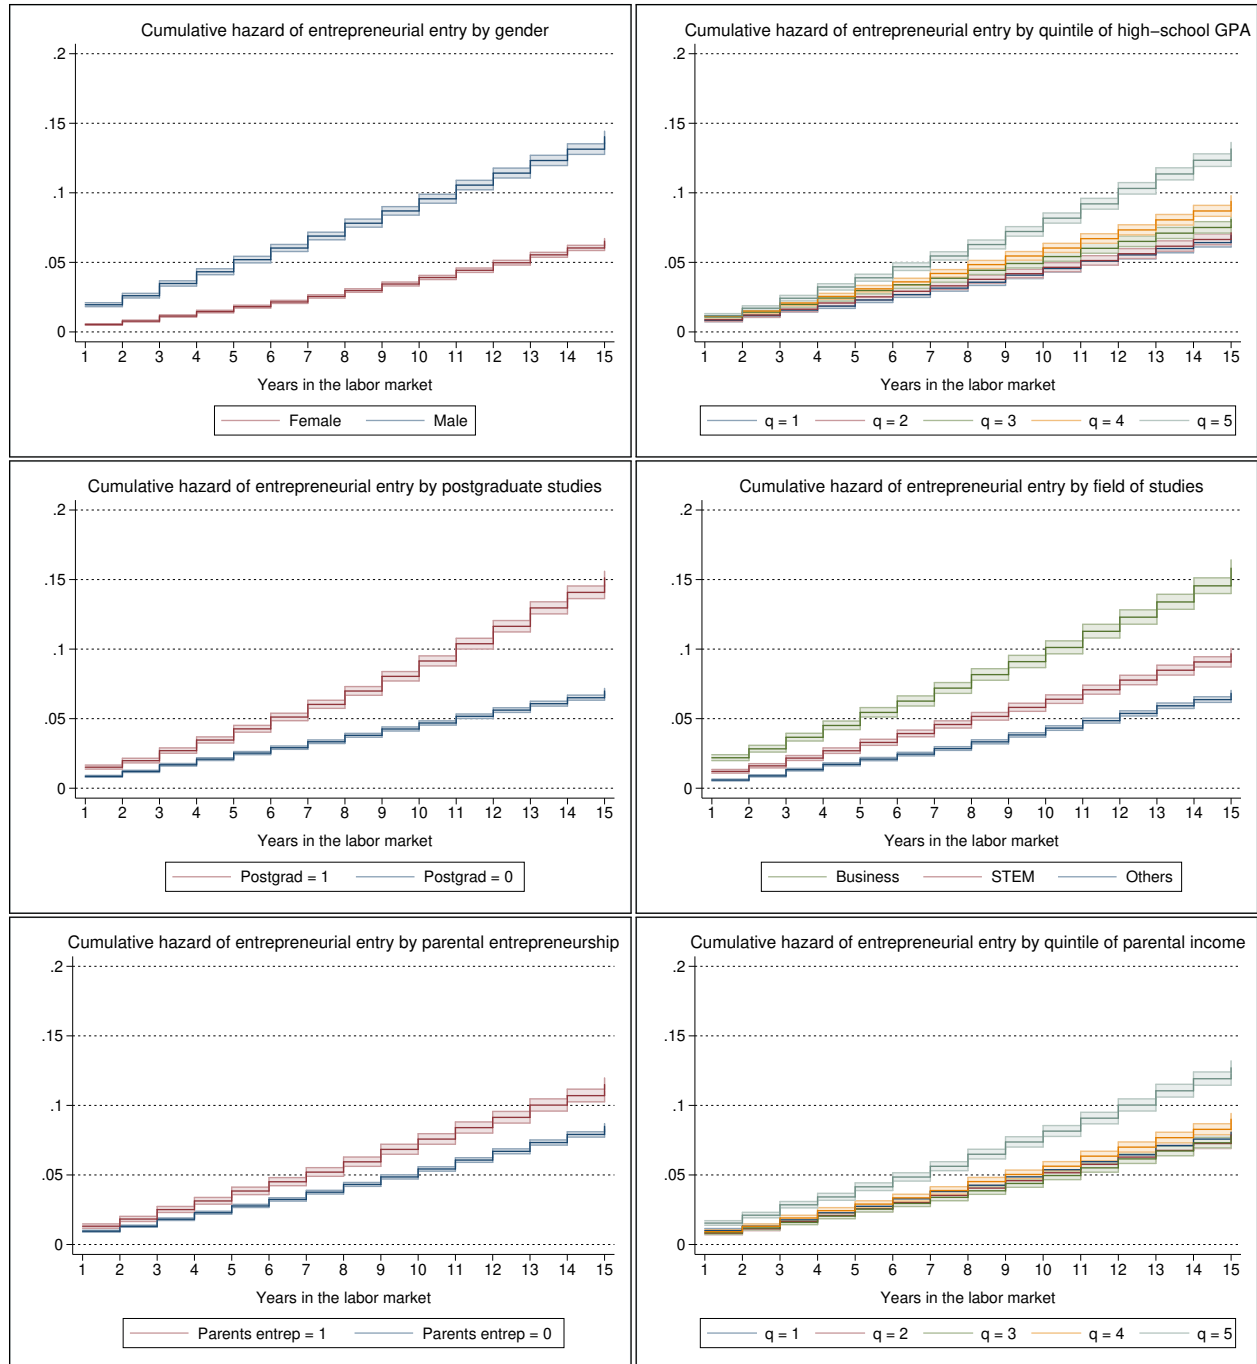 Cumulative hazard of entrepreneurial entry by gender
.2
.15
.1
.05
0
1 2 3 4 5 6 7 8 9 10 11 12 13 14 15
Years in the labor market
Female Male
Cumulative hazard of entrepreneurial entry by quintile of high−school GPA
.2
.15
.1
.05
0
1 2 3 4 5 6 7 8 9 10 11 12 13 14 15
Years in the labor market
q = 1 q = 2 q = 3 q = 4 q = 5
Cumulative hazard of entrepreneurial entry by postgraduate studies
.2
.15
.1
.05
0
1 2 3 4 5 6 7 8 9 10 11 12 13 14 15
Years in the labor market
Postgrad = 1 Postgrad = 0
Cumulative hazard of entrepreneurial entry by field of studies
.2
.15
.1
.05
0
1 2 3 4 5 6 7 8 9 10 11 12 13 14 15
Years in the labor market
Business STEM Others
Cumulative hazard of entrepreneurial entry by parental entrepreneurship
.2
.15
.1
.05
0
1 2 3 4 5 6 7 8 9 10 11 12 13 14 15
Years in the labor market
Parents entrep = 1 Parents entrep = 0
Cumulative hazard of entrepreneurial entry by quintile of parental income
.2
.15
.1
.05
0
1 2 3 4 5 6 7 8 9 10 11 12 13 14 15
Years in the labor market
q = 1 q = 2 q = 3 q = 4 q = 5